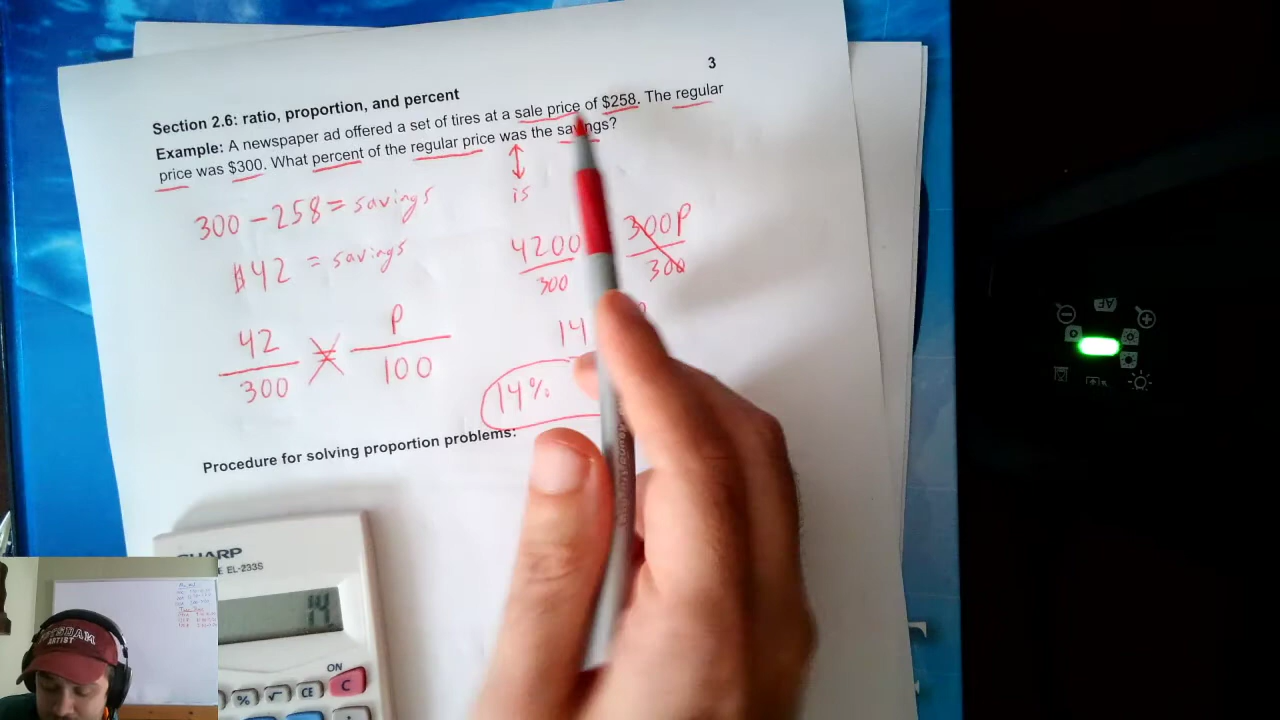 3
Section 2.6: ratio, proportion, and percent
Example: A newspaper ad offered a set of tires at a sale price of $258. The regular
price was $300. What percent of the regular price was the savings?
is
300 - 258 = savings
$42 = savings
42/300 = P/100
4200/300 300P/300
14
14%
Procedure for solving proportion problems:
SHARP
EL-233S
14
ON
% √ CE C
ARTIST
AF